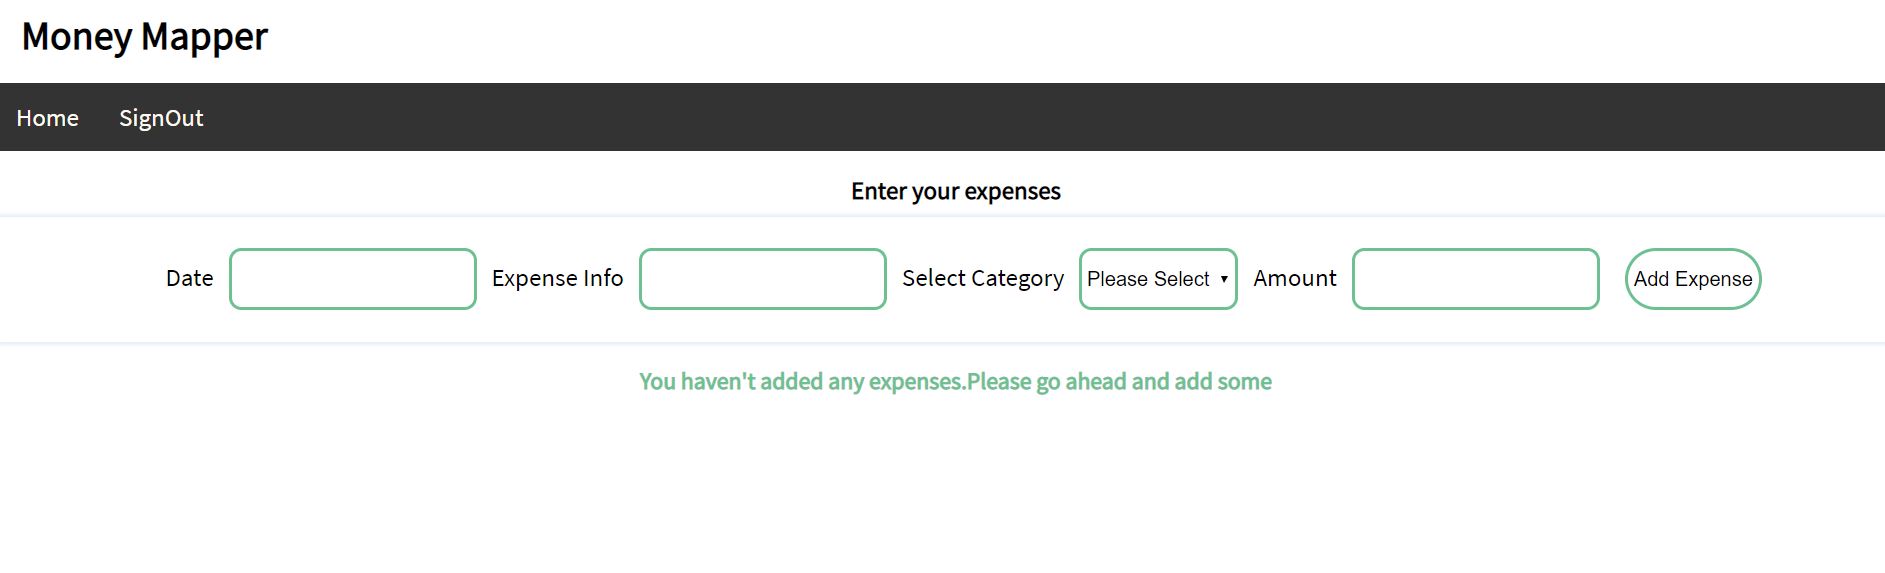 Money Mapper
Home SignOut
Enter your expenses
Date Expense Info Select Category Please Select Amount Add Expense
You haven't added any expenses.Please go ahead and add some